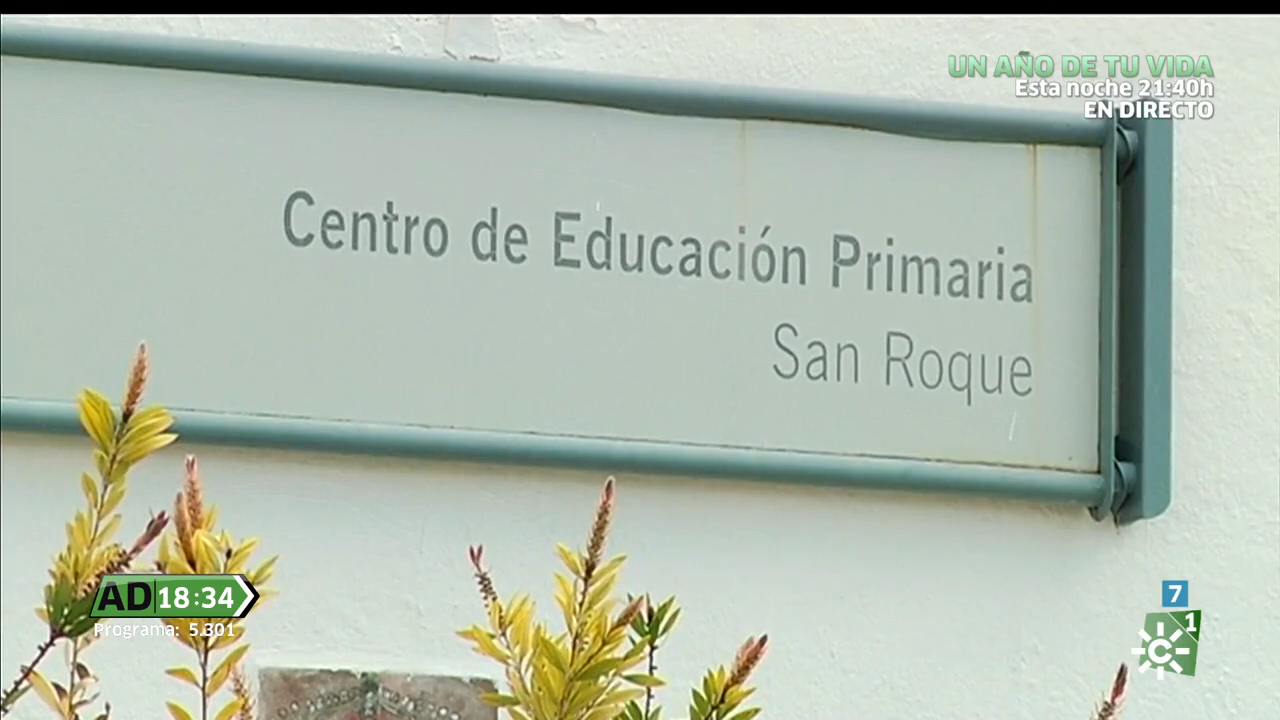 UN AÑO DE TU VIDA
Esta noche 21:40h
EN DIRECTO
Centro de Educación Primaria
San Roque
AD 18:34
Programa: 5.301
7
1